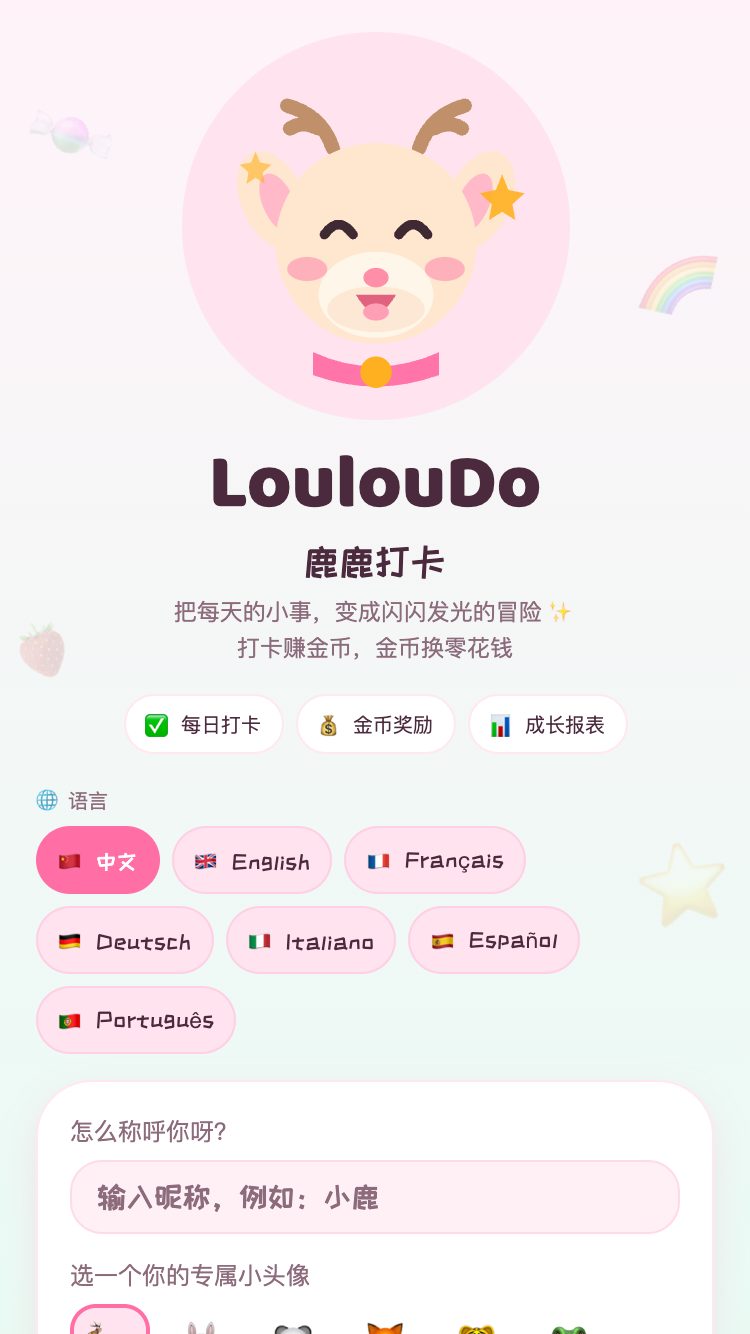 LoulouDo
鹿鹿打卡
把每天的小事，变成闪闪发光的冒险 ✨
打卡赚金币，金币换零花钱
✅ 每日打卡
💰 金币奖励
📊 成长报表
🌐 语言
🇨🇳 中文
🇬🇧 English
🇫🇷 Français
🇩🇪 Deutsch
🇮🇹 Italiano
🇪🇸 Español
🇵🇹 Português
怎么称呼你呀？
输入昵称，例如：小鹿
选一个你的专属小头像